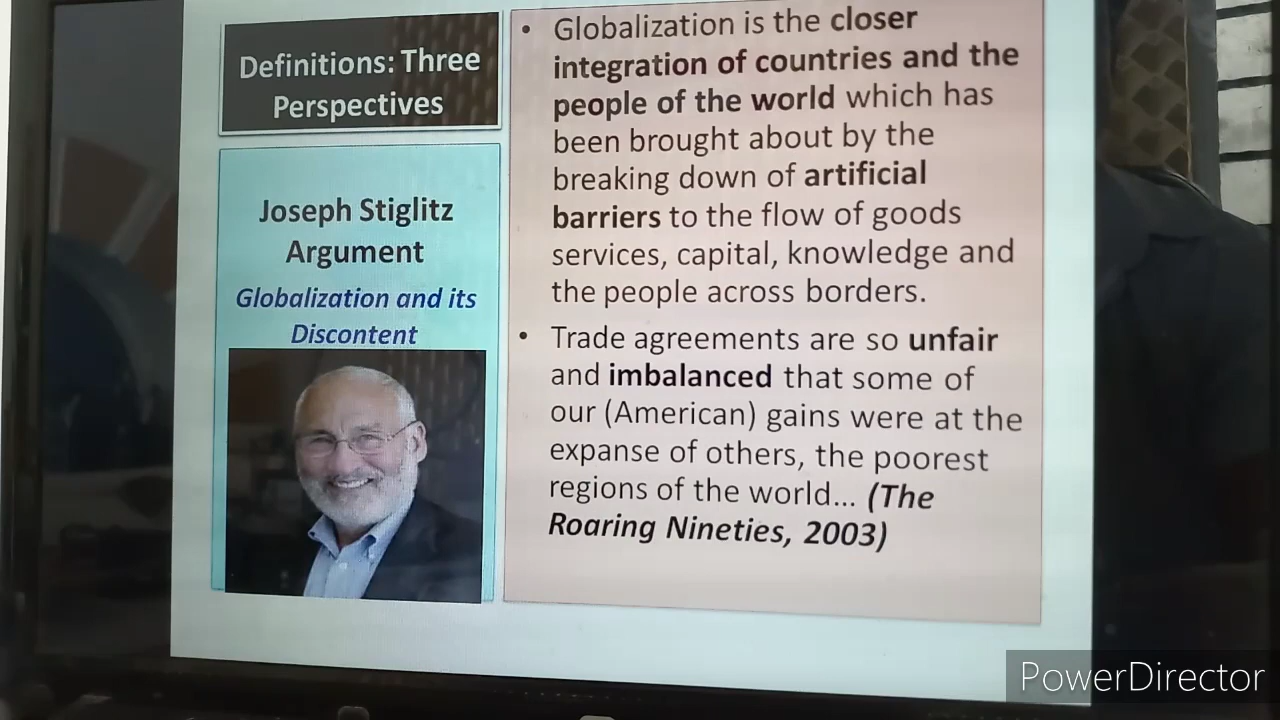 Definitions: Three
Perspectives
Joseph Stiglitz
Argument
Globalization and its
Discontent
• Globalization is the closer
integration of countries and the
people of the world which has
been brought about by the
breaking down of artificial
barriers to the flow of goods
services, capital, knowledge and
the people across borders.
• Trade agreements are so unfair
and imbalanced that some of
our (American) gains were at the
expanse of others, the poorest
regions of the world... (The
Roaring Nineties, 2003)
PowerDirector